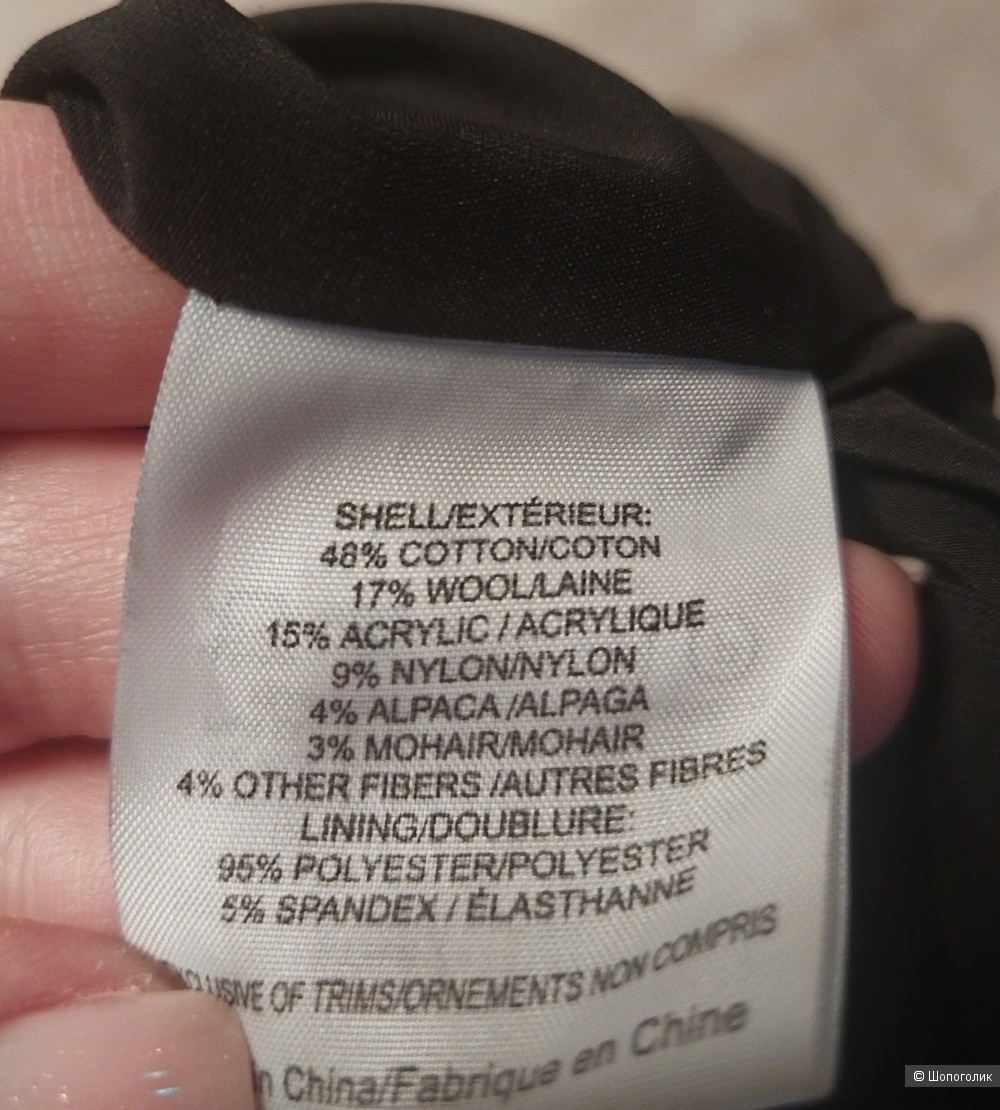 SHELL/EXTÉRIEUR:
48% COTTON/COTON
17% WOOL/LAINE
15% ACRYLIC / ACRYLIQUE
9% NYLON/NYLON
4% ALPACA /ALPAGA
3% MOHAIR/MOHAIR
4% OTHER FIBERS /AUTRES FIBRES
LINING/DOUBLURE:
95% POLYESTER/POLYESTER
5% SPANDEX / ÉLASTHANNE
OF TRIMS/ORNEMENTS NON COMPRIS
China/Fabriqué en Chine
© Шопоголик